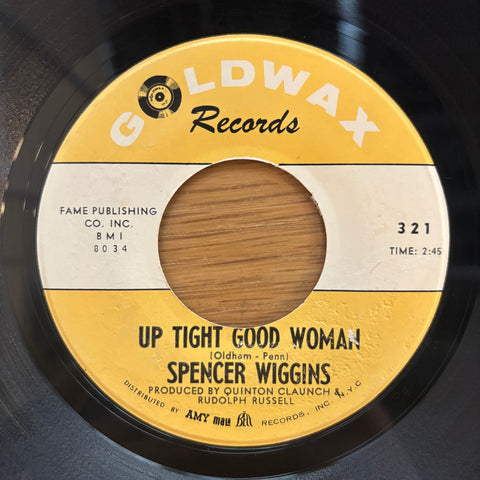 GOLDWAX
Records
FAME PUBLISHING
CO. INC.
BMI
8034
321
TIME: 2:45
UP TIGHT GOOD WOMAN
(Oldham - Penn)
SPENCER WIGGINS
PRODUCED BY QUINTON CLAUNCH &
RUDOLPH RUSSELL
DISTRIBUTED BY AMY mala Bell RECORDS, INC. N.Y.C